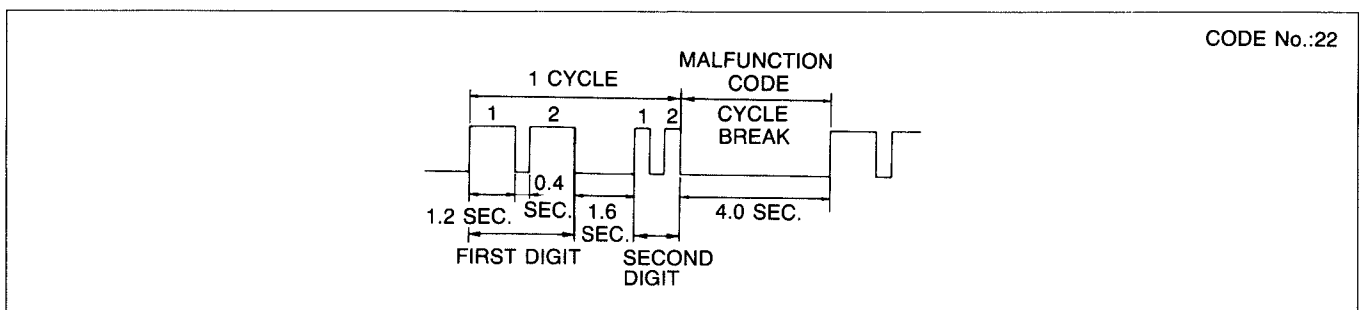 CODE No.:22
MALFUNCTION
CODE
1 CYCLE
CYCLE
BREAK
1 2 1 2
0.4
SEC.
1.2 SEC.
1.6
SEC.
4.0 SEC.
FIRST DIGIT
SECOND
DIGIT